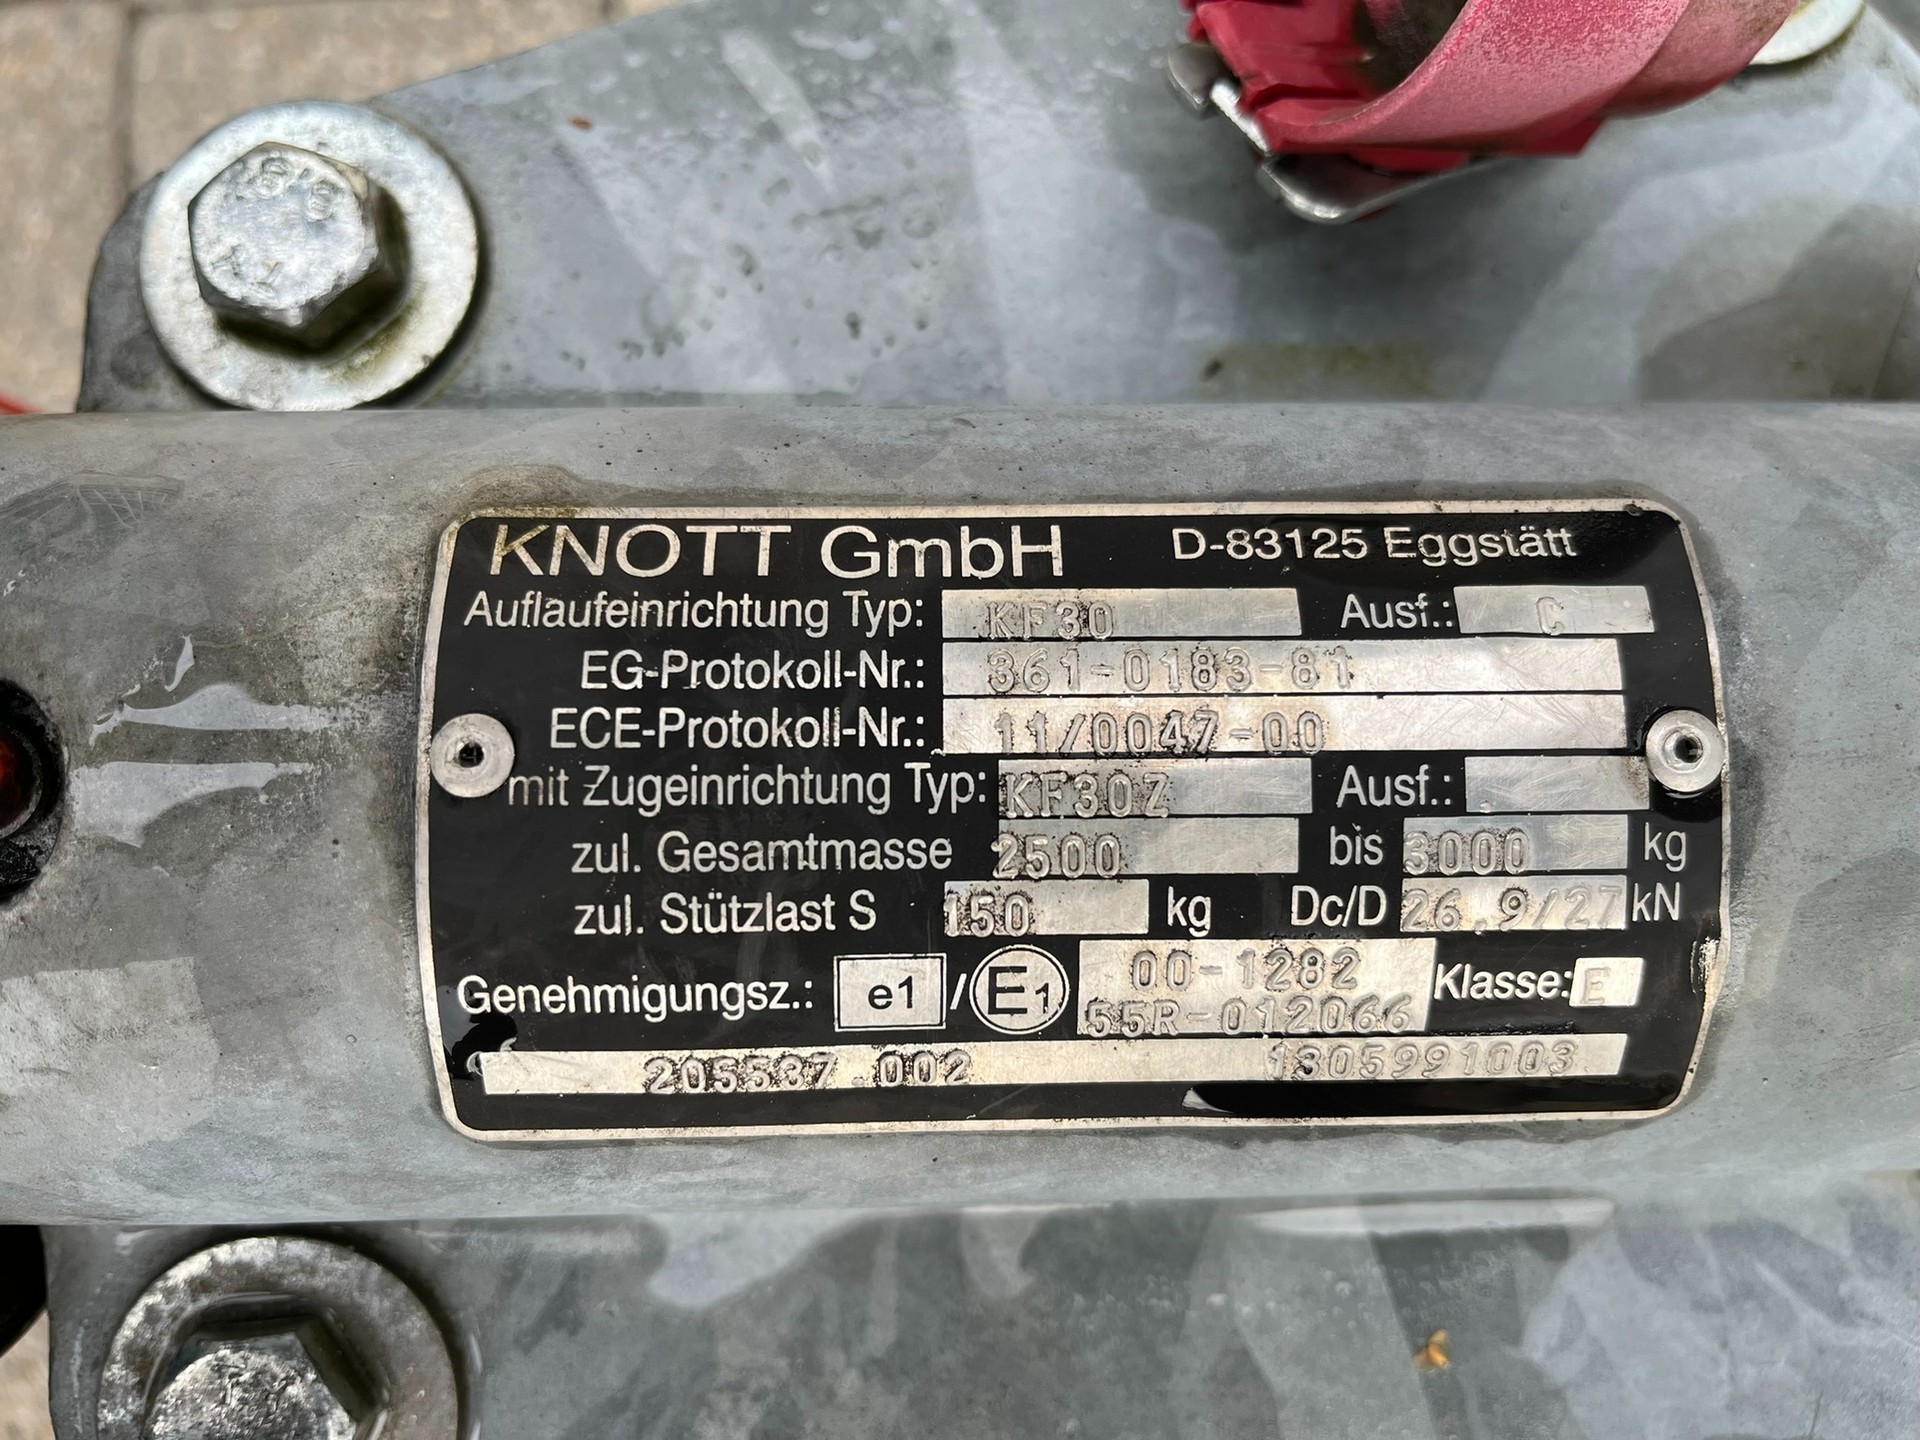 8.8
KNOTT GmbH D-83125 Eggstätt
Auflaufeinrichtung Typ: KF30 Ausf.: C
EG-Protokoll-Nr.: 361-0183-81
ECE-Protokoll-Nr.: 11/0047-00
mit Zugeinrichtung Typ: KF30Z Ausf.:
zul. Gesamtmasse 2500 bis 3000 kg
zul. Stützlast S 150 kg Dc/D 26,9/27 kN
Genehmigungsz.: e1 / E1 00-1282 Klasse: E
55R-012066
205537.002 1305991003